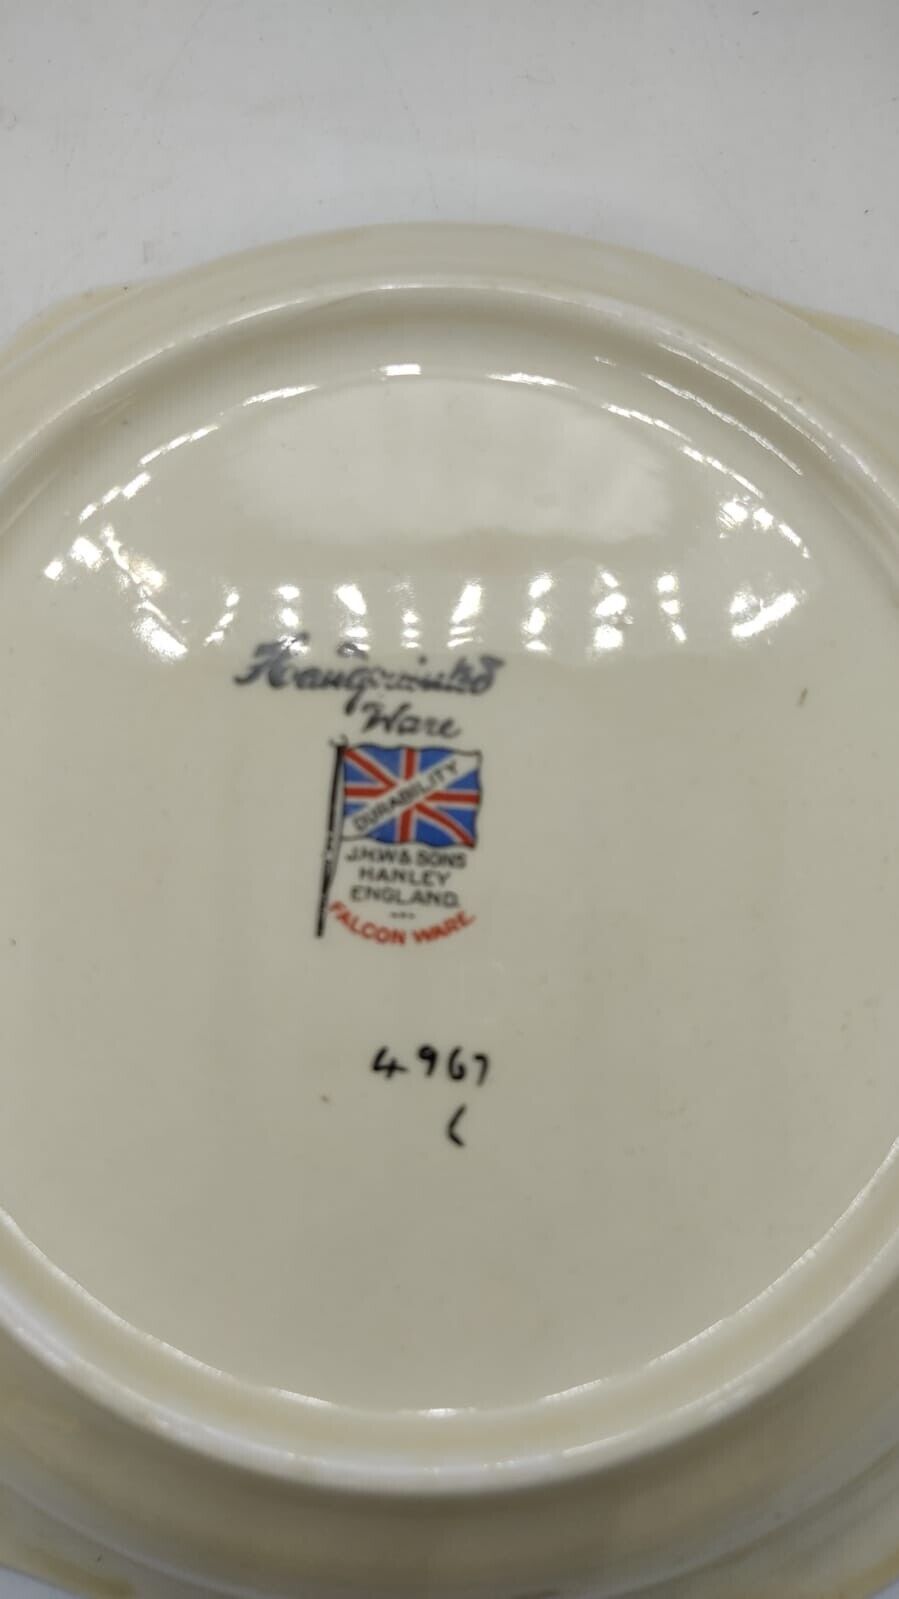 Handpainted
Ware
DURABILITY
J.H.W & SONS
HANLEY
ENGLAND.
FALCON WARE.
4967